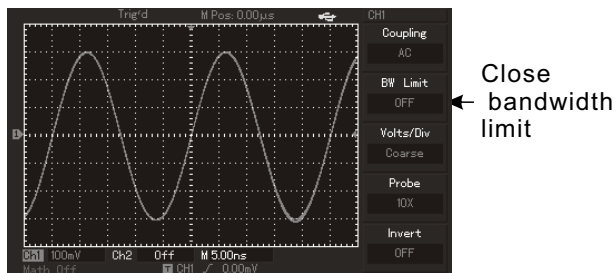 Trig'd M Pos: 0.00μs CH1
Coupling
AC
BW Limit
OFF
Volts/Div
Coarse
Probe
10X
Invert
OFF
1
Ch1 100mV Ch2 Off M 5.00ns
Math Off T CH1 0.00mV
Close
bandwidth
limit